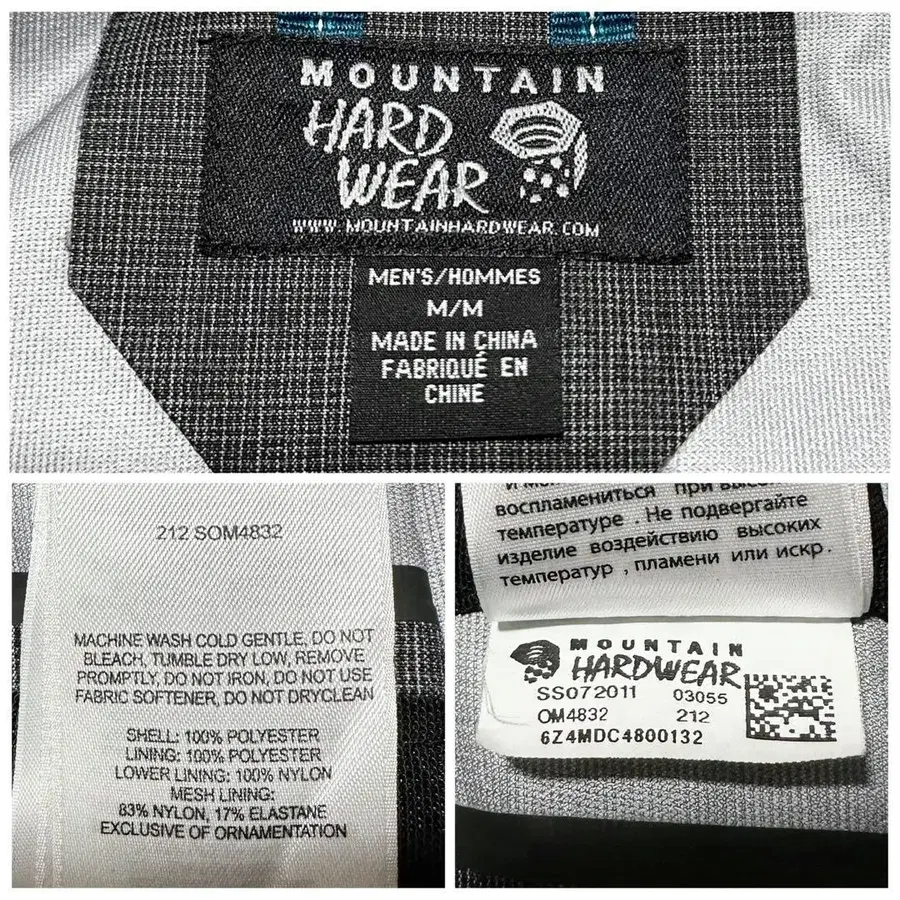 MOUNTAIN
HARD
WEAR
WWW.MOUNTAINHARDWEAR.COM
MEN'S/HOMMES
M/M
MADE IN CHINA
FABRIQUÉ EN
CHINE
212 SOM4832
MACHINE WASH COLD GENTLE, DO NOT
BLEACH, TUMBLE DRY LOW, REMOVE
PROMPTLY, DO NOT IRON, DO NOT USE
FABRIC SOFTENER, DO NOT DRYCLEAN
SHELL: 100% POLYESTER
LINING: 100% POLYESTER
LOWER LINING: 100% NYLON
MESH LINING:
83% NYLON, 17% ELASTANE
EXCLUSIVE OF ORNAMENTATION
воспламениться при
температуре . Не подвергайте
изделие воздействию высоких
температур , пламени или искр.
MOUNTAIN
HARDWEAR
SS072011 03055
OM4832 212
6Z4MDC4800132